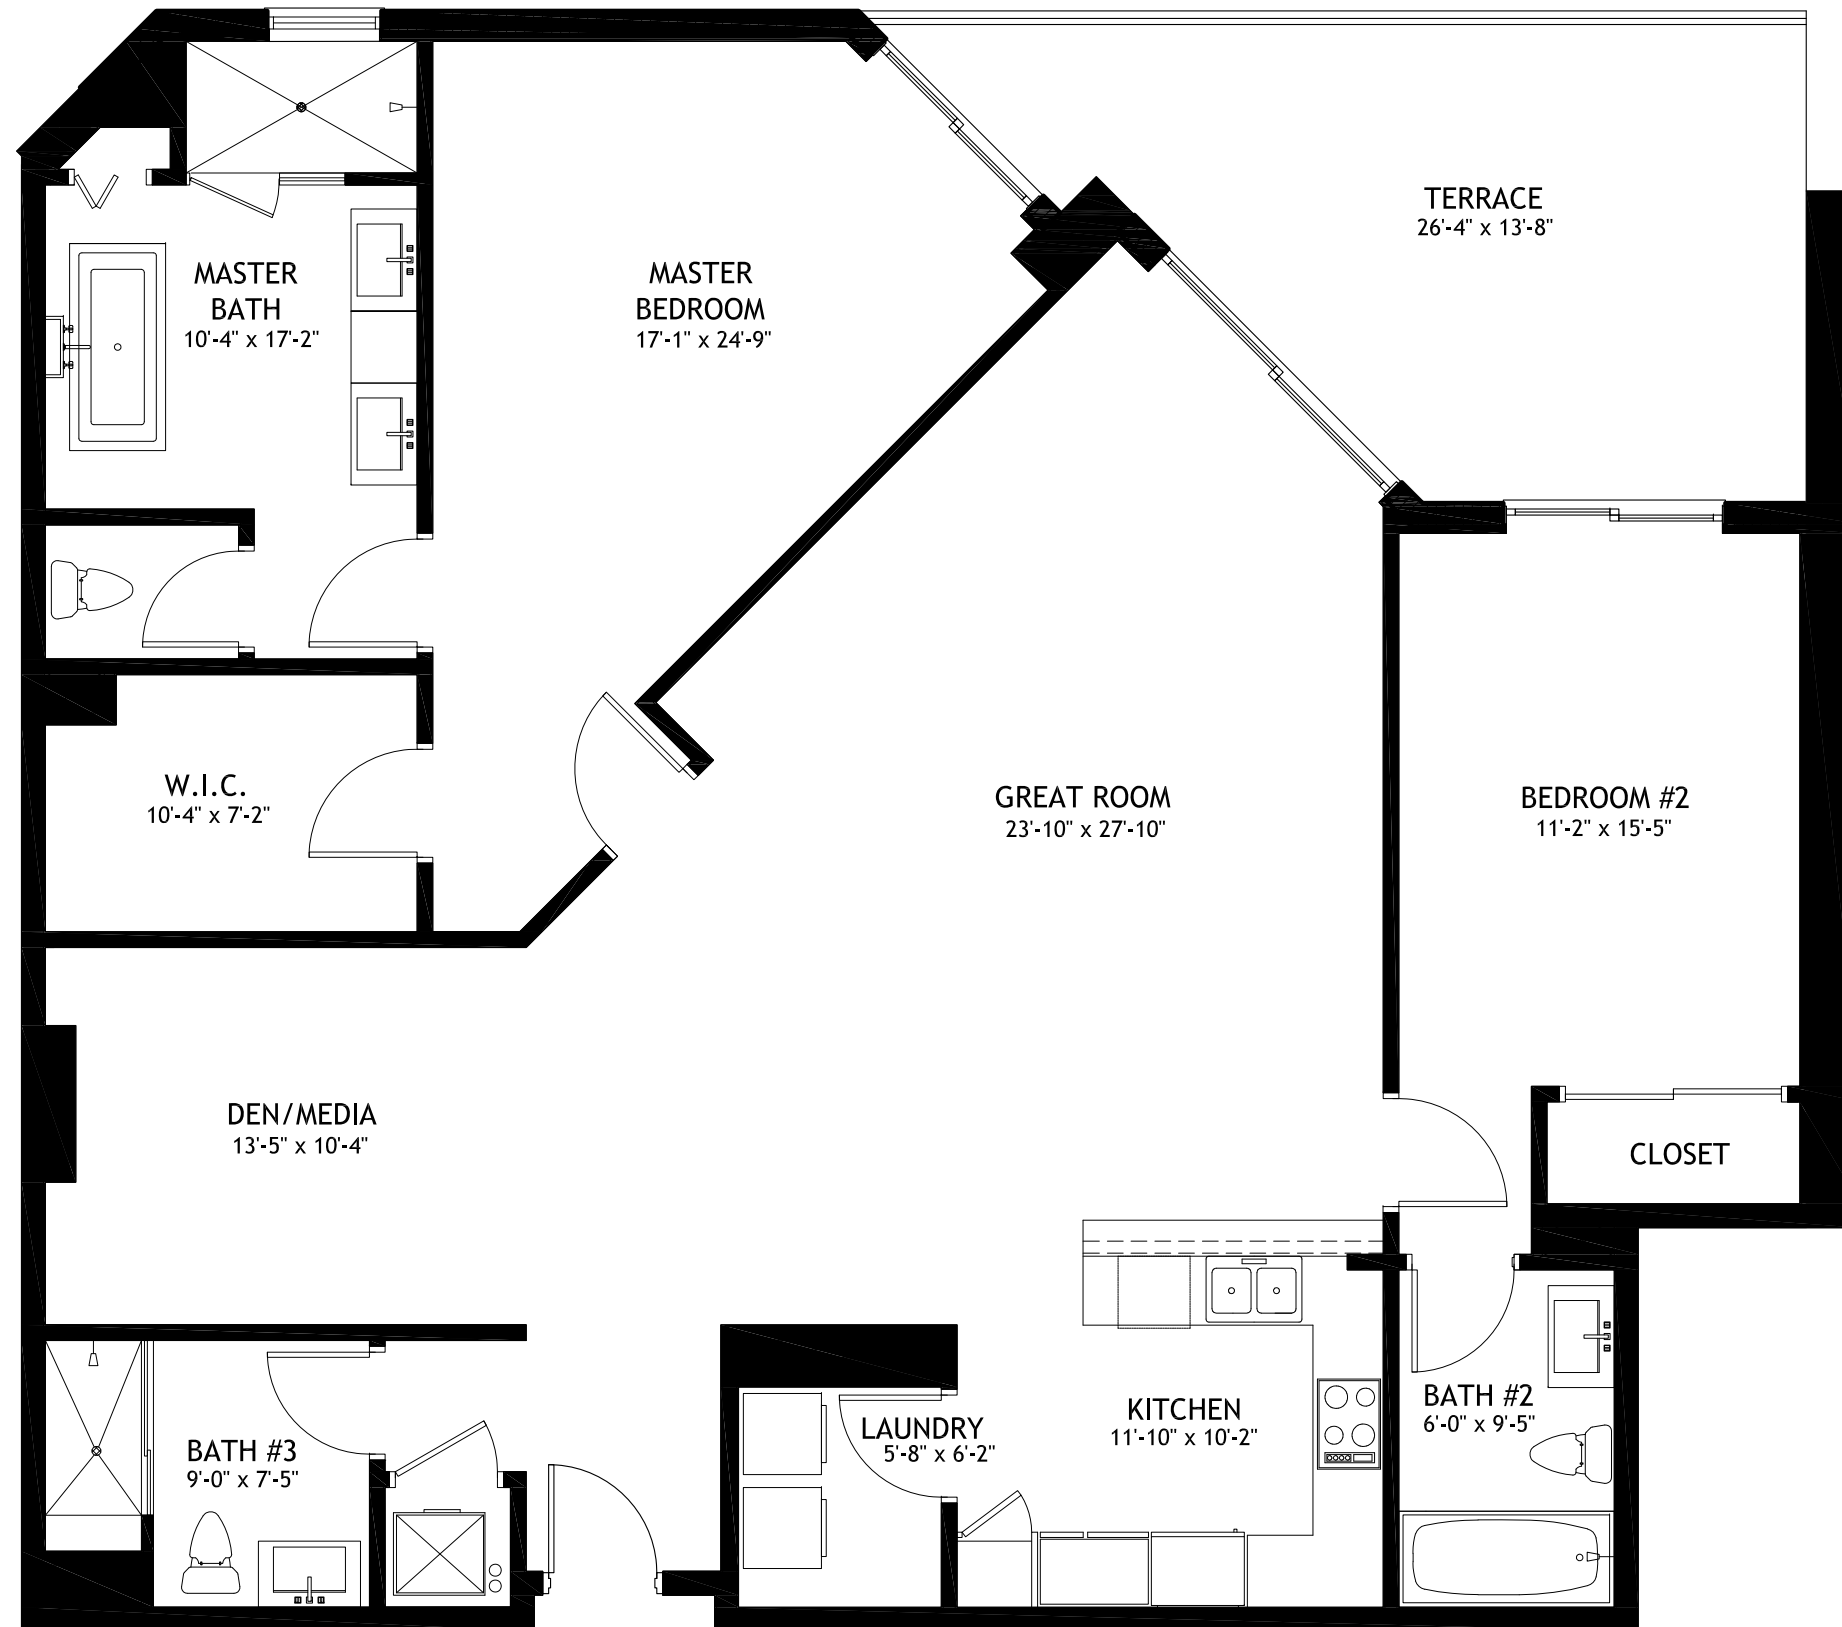 TERRACE
26'-4" x 13'-8"
MASTER
BATH
10'-4" x 17'-2"
MASTER
BEDROOM
17'-1" x 24'-9"
W.I.C.
10'-4" x 7'-2"
GREAT ROOM
23'-10" x 27'-10"
BEDROOM #2
11'-2" x 15'-5"
DEN/MEDIA
13'-5" x 10'-4"
CLOSET
BATH #3
9'-0" x 7'-5"
LAUNDRY
5'-8" x 6'-2"
KITCHEN
11'-10" x 10'-2"
BATH #2
6'-0" x 9'-5"